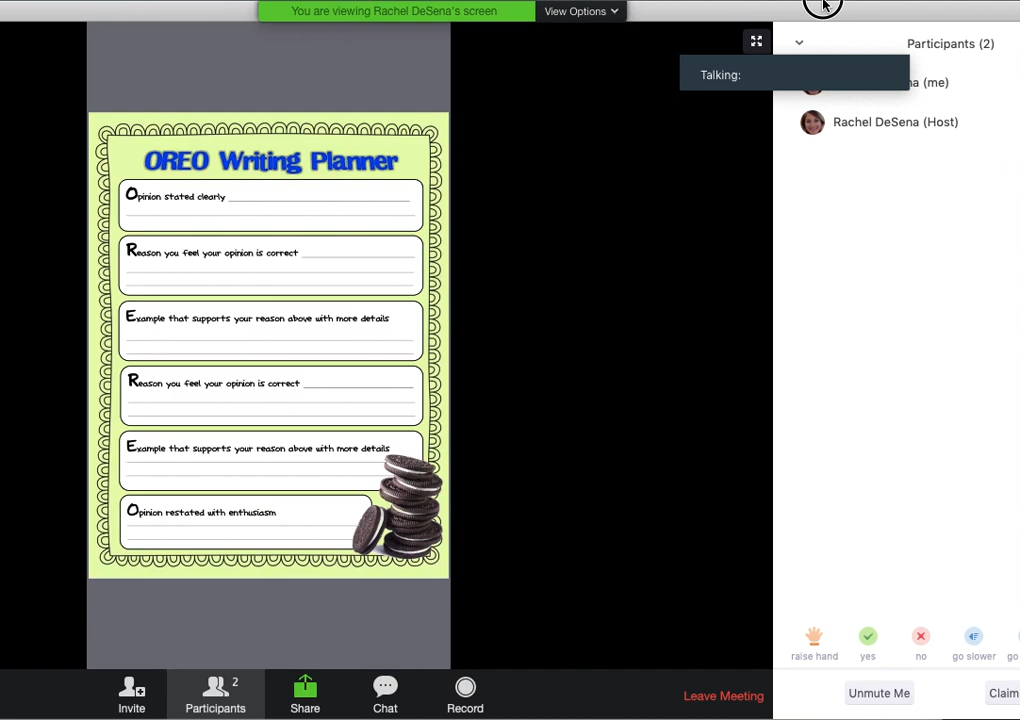 You are viewing Rachel DeSena's screen
View Options
Participants (2)
Talking:
(me)
Rachel DeSena (Host)
OREO Writing Planner
Opinion stated clearly
Reason you feel your opinion is correct
Example that supports your reason above with more details
Reason you feel your opinion is correct
Example that supports your reason above with more details
Opinion restated with enthusiasm
raise hand
yes
no
go slower
go
Unmute Me
Claim
Invite
2
Participants
Share
Chat
Record
Leave Meeting